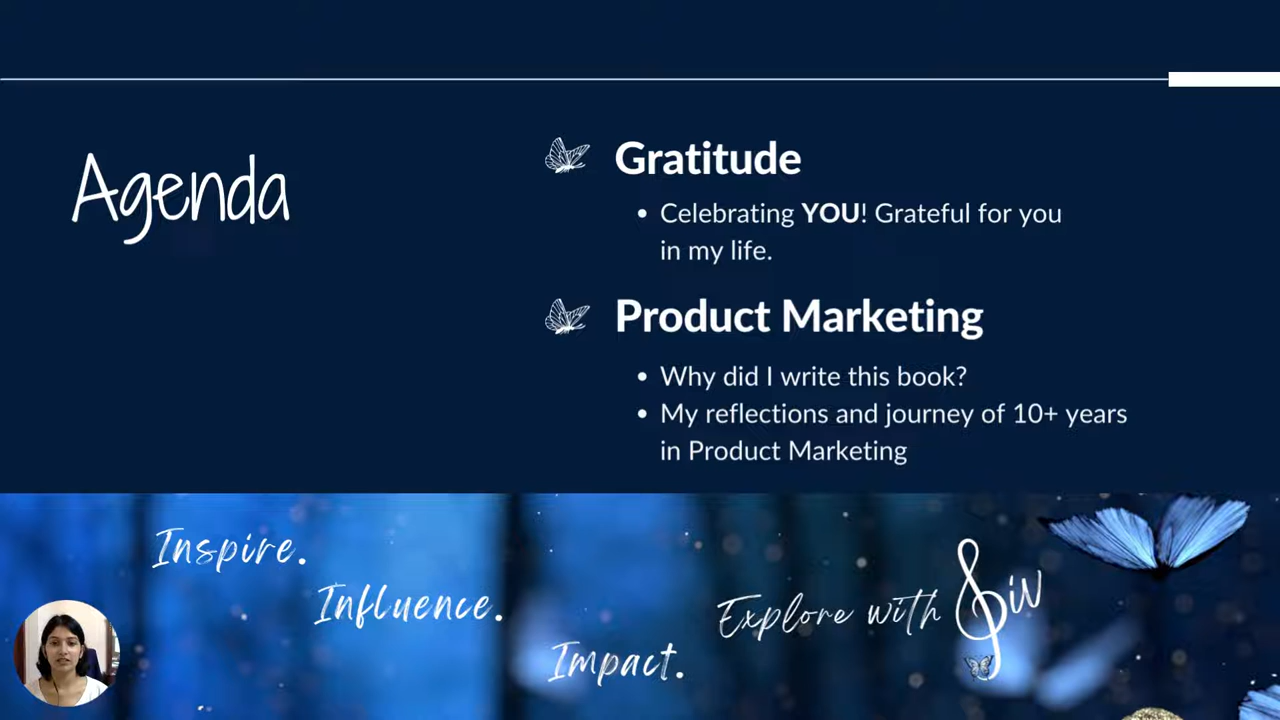 Agenda
Gratitude
• Celebrating YOU! Grateful for you
in my life.
Product Marketing
• Why did I write this book?
• My reflections and journey of 10+ years
in Product Marketing
Inspire.
Influence.
Impact.
Explore with Siv